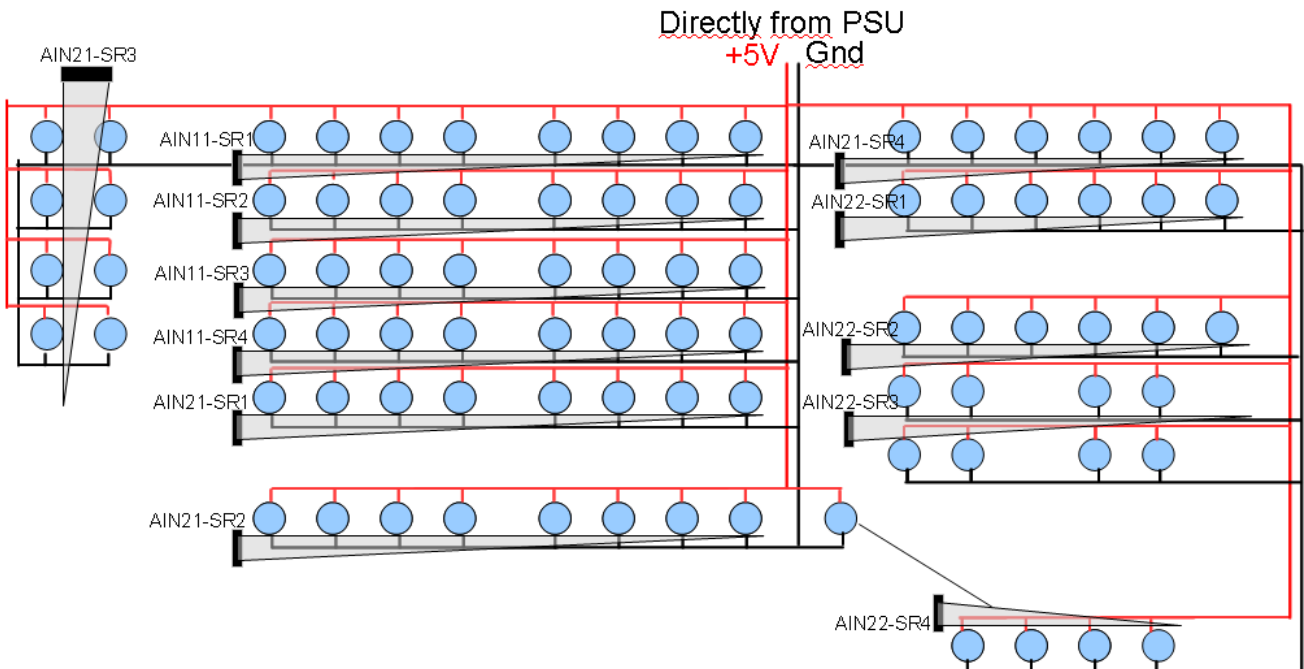 Directly from PSU
+5V Gnd
AIN21-SR3
AIN11-SR1
AIN21-SR4
AIN11-SR2
AIN22-SR1
AIN11-SR3
AIN11-SR4
AIN22-SR2
AIN21-SR1
AIN22-SR3
AIN21-SR2
AIN22-SR4